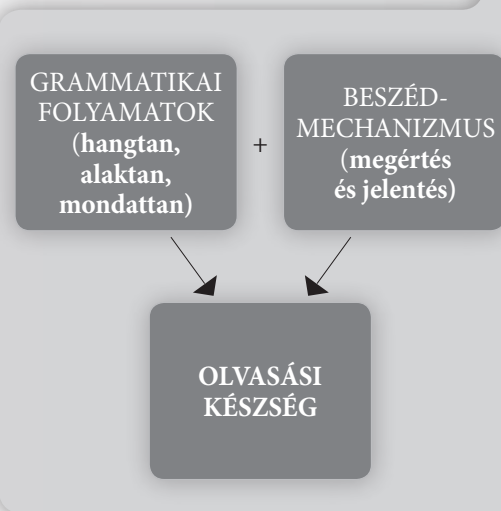 GRAMMATIKAI
FOLYAMATOK
(hangtan,
alaktan,
mondattan)
+
BESZÉD-
MECHANIZMUS
(megértés
és jelentés)
OLVASÁSI
KÉSZSÉG